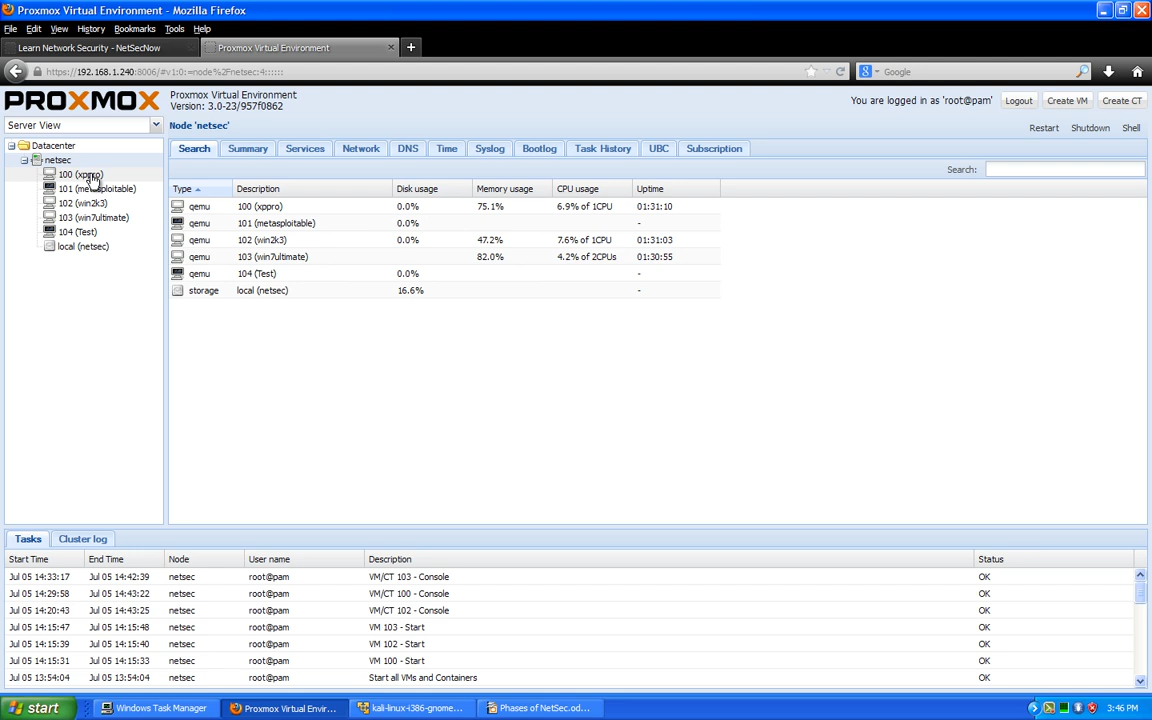 Proxmox Virtual Environment - Mozilla Firefox
File Edit View History Bookmarks Tools Help
Learn Network Security - NetSecNow
Proxmox Virtual Environment
https://192.168.1.240:8006/#v1:0:=node%2Fnetsec:4::::::
Google
PROXMOX
Proxmox Virtual Environment
Version: 3.0-23/957f0862
You are logged in as 'root@pam'
Logout
Create VM
Create CT
Server View
Node 'netsec'
Restart Shutdown Shell
Datacenter
netsec
100 (xppro)
101 (metasploitable)
102 (win2k3)
103 (win7ultimate)
104 (Test)
local (netsec)
Search Summary Services Network DNS Time Syslog Bootlog Task History UBC Subscription
Search:
Type Description Disk usage Memory usage CPU usage Uptime
qemu 100 (xppro) 0.0% 75.1% 6.9% of 1CPU 01:31:10
qemu 101 (metasploitable) 0.0% -
qemu 102 (win2k3) 0.0% 47.2% 7.6% of 1CPU 01:31:03
qemu 103 (win7ultimate) 82.0% 4.2% of 2CPUs 01:30:55
qemu 104 (Test) 0.0% -
storage local (netsec) 16.6% -
Tasks Cluster log
Start Time End Time Node User name Description Status
Jul 05 14:33:17 Jul 05 14:42:39 netsec root@pam VM/CT 103 - Console OK
Jul 05 14:29:58 Jul 05 14:43:22 netsec root@pam VM/CT 100 - Console OK
Jul 05 14:20:43 Jul 05 14:43:25 netsec root@pam VM/CT 102 - Console OK
Jul 05 14:15:47 Jul 05 14:15:48 netsec root@pam VM 103 - Start OK
Jul 05 14:15:39 Jul 05 14:15:40 netsec root@pam VM 102 - Start OK
Jul 05 14:15:31 Jul 05 14:15:33 netsec root@pam VM 100 - Start OK
Jul 05 13:54:04 Jul 05 13:54:04 netsec root@pam Start all VMs and Containers OK
start
Windows Task Manager
Proxmox Virtual Envir...
kali-linux-i386-gnome...
Phases of NetSec.od...
3:46 PM